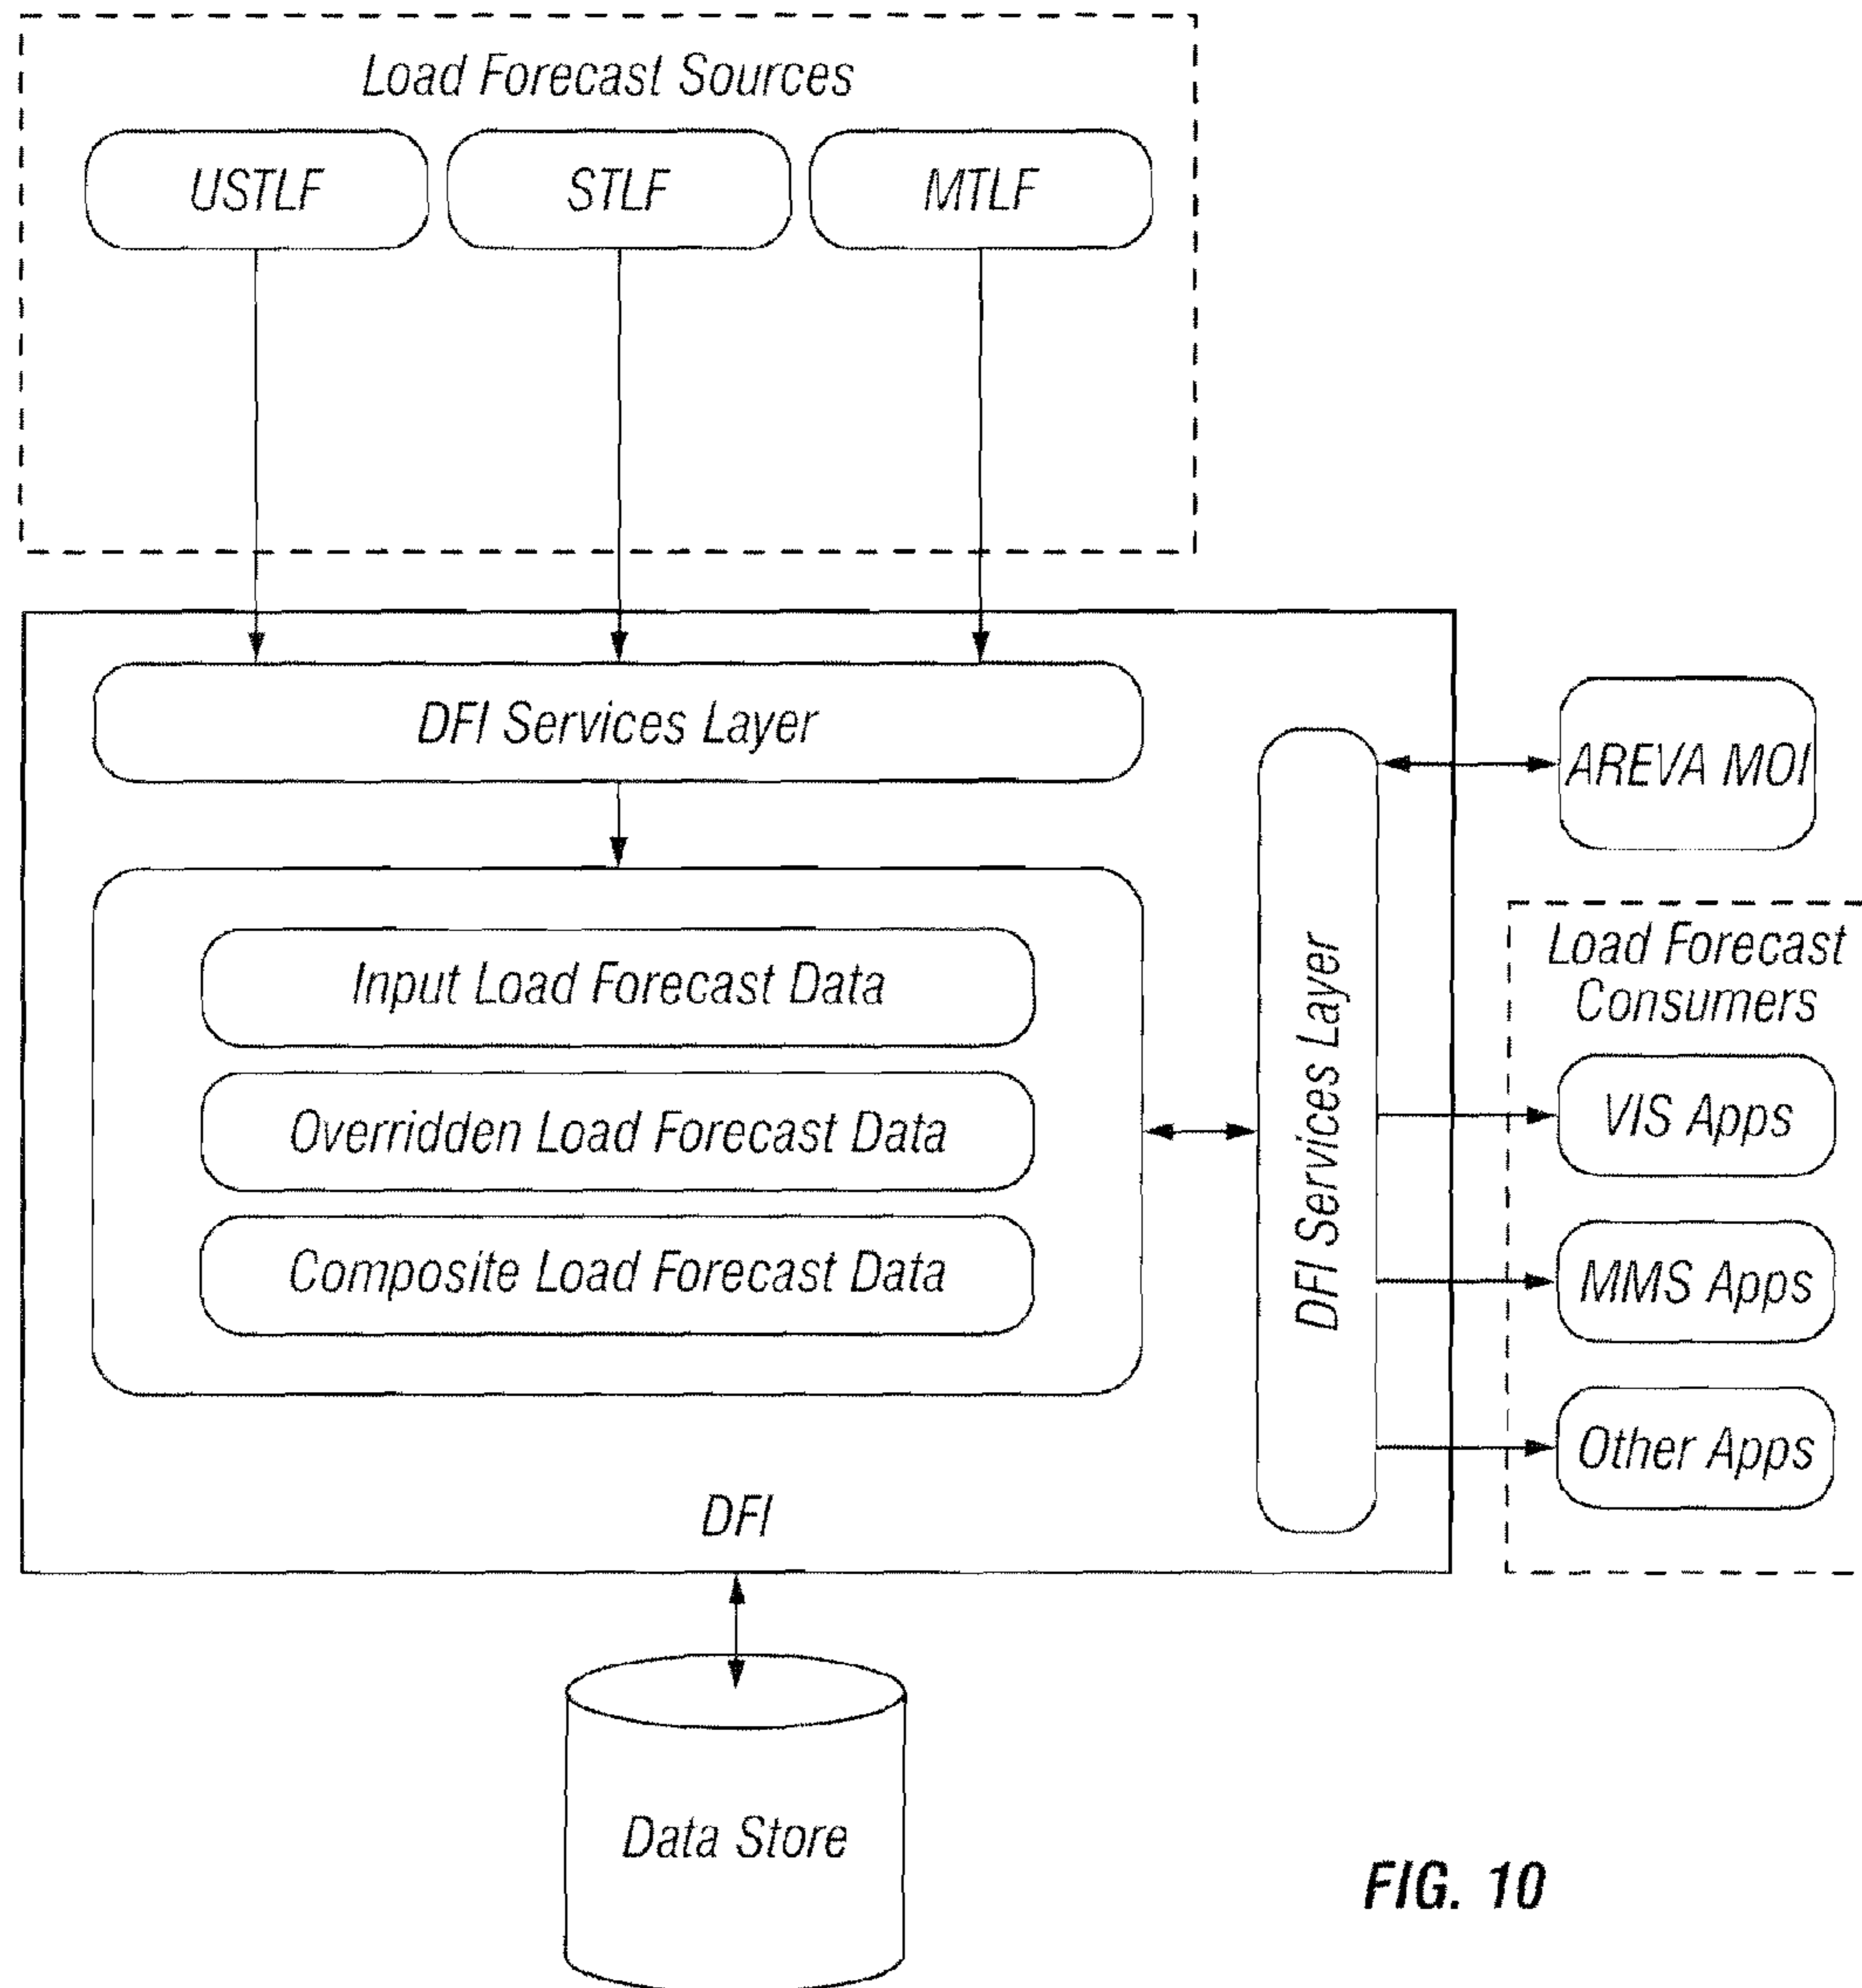 Load Forecast Sources
USTLF
STLF
MTLF
DFI Services Layer
AREVA MOI
Input Load Forecast Data
Overridden Load Forecast Data
Composite Load Forecast Data
DFI Services Layer
Load Forecast
Consumers
VIS Apps
MMS Apps
Other Apps
DFI
Data Store
FIG. 10